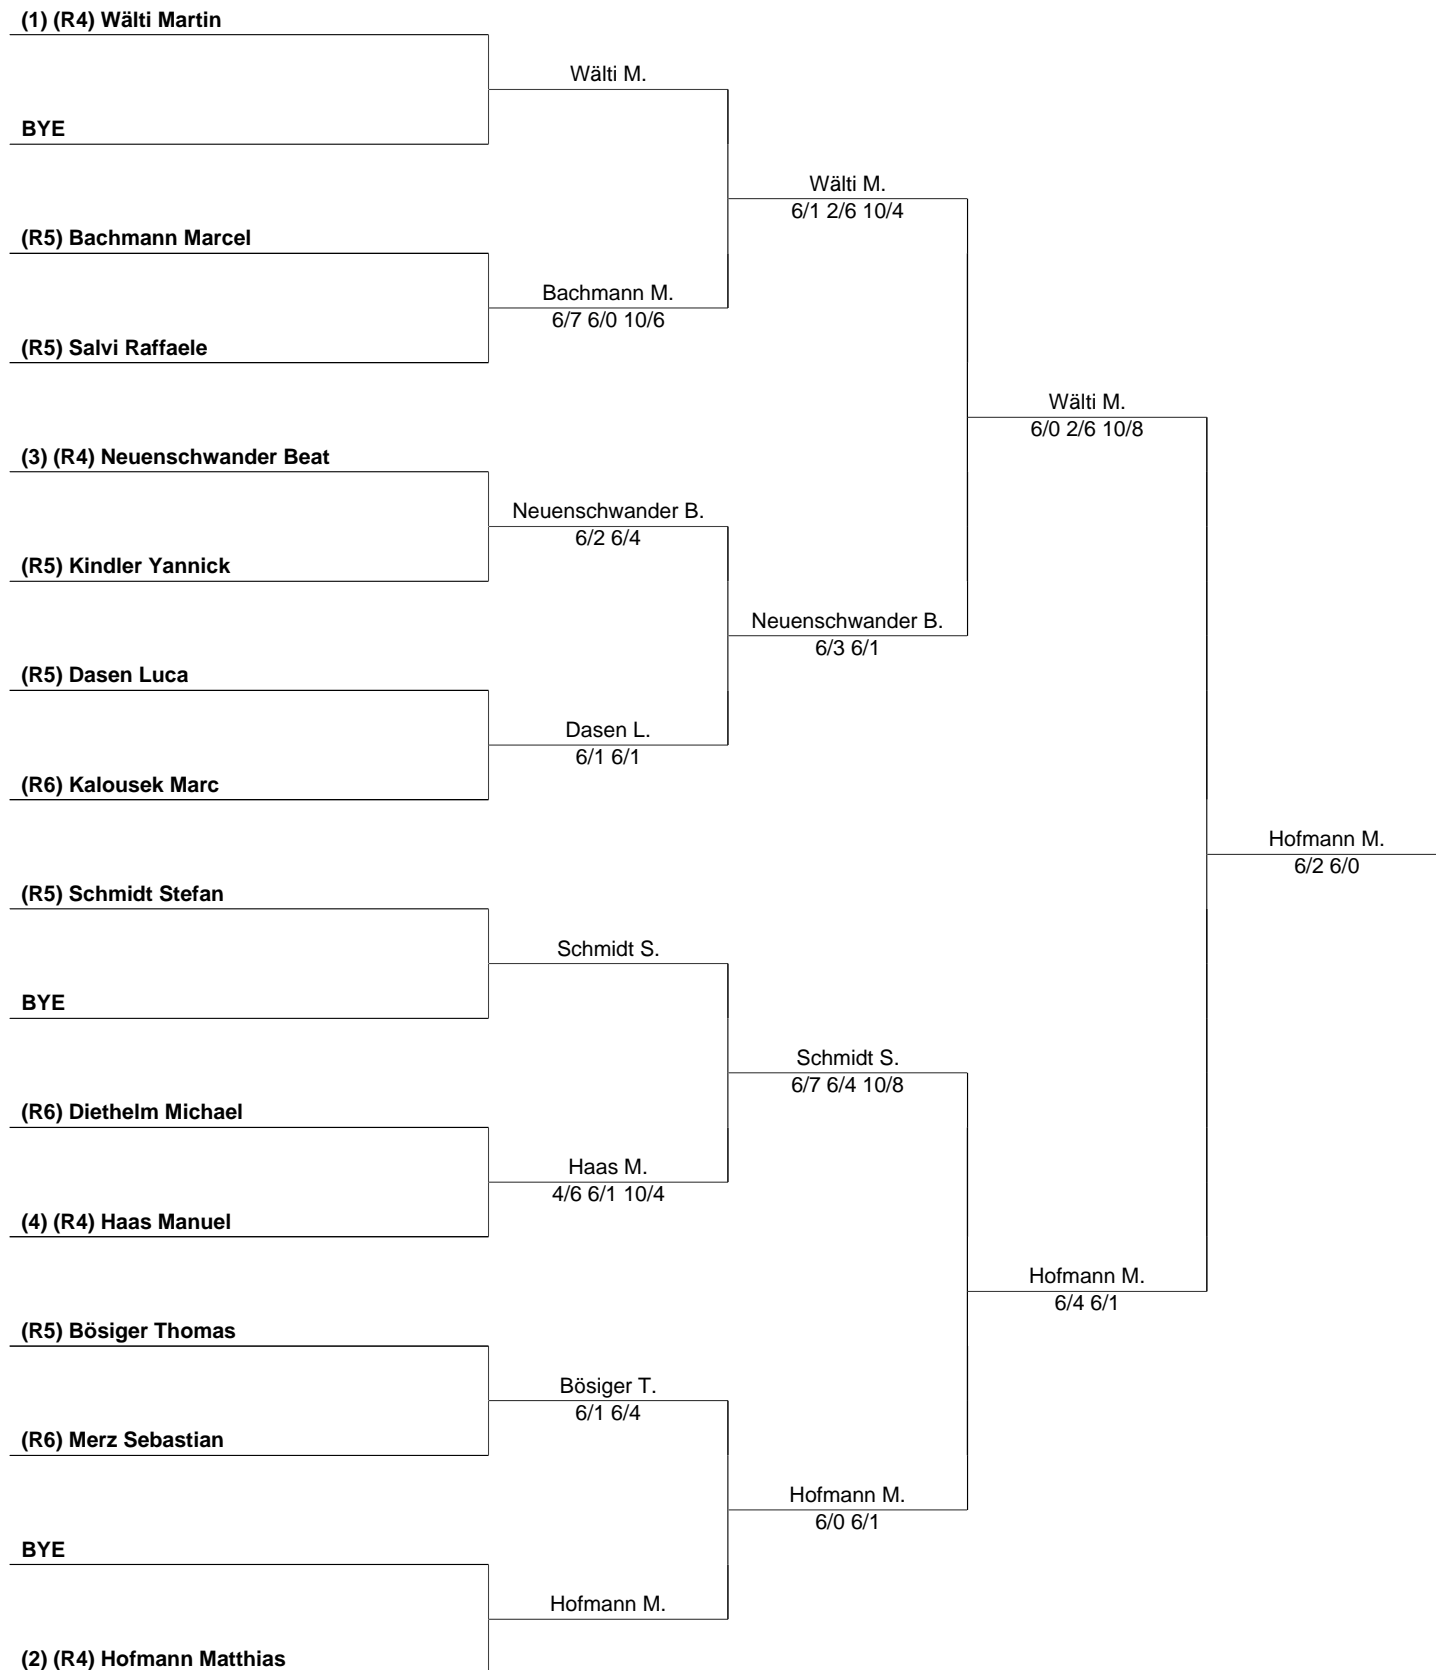 (1) (R4) Wälti Martin
Wälti M.
BYE
Wälti M.
6/1 2/6 10/4
(R5) Bachmann Marcel
Bachmann M.
6/7 6/0 10/6
(R5) Salvi Raffaele
Wälti M.
6/0 2/6 10/8
(3) (R4) Neuenschwander Beat
Neuenschwander B.
6/2 6/4
(R5) Kindler Yannick
Neuenschwander B.
6/3 6/1
(R5) Dasen Luca
Dasen L.
6/1 6/1
(R6) Kalousek Marc
Hofmann M.
6/2 6/0
(R5) Schmidt Stefan
Schmidt S.
BYE
Schmidt S.
6/7 6/4 10/8
(R6) Diethelm Michael
Haas M.
4/6 6/1 10/4
(4) (R4) Haas Manuel
Hofmann M.
6/4 6/1
(R5) Bösiger Thomas
Bösiger T.
6/1 6/4
(R6) Merz Sebastian
Hofmann M.
6/0 6/1
BYE
Hofmann M.
(2) (R4) Hofmann Matthias